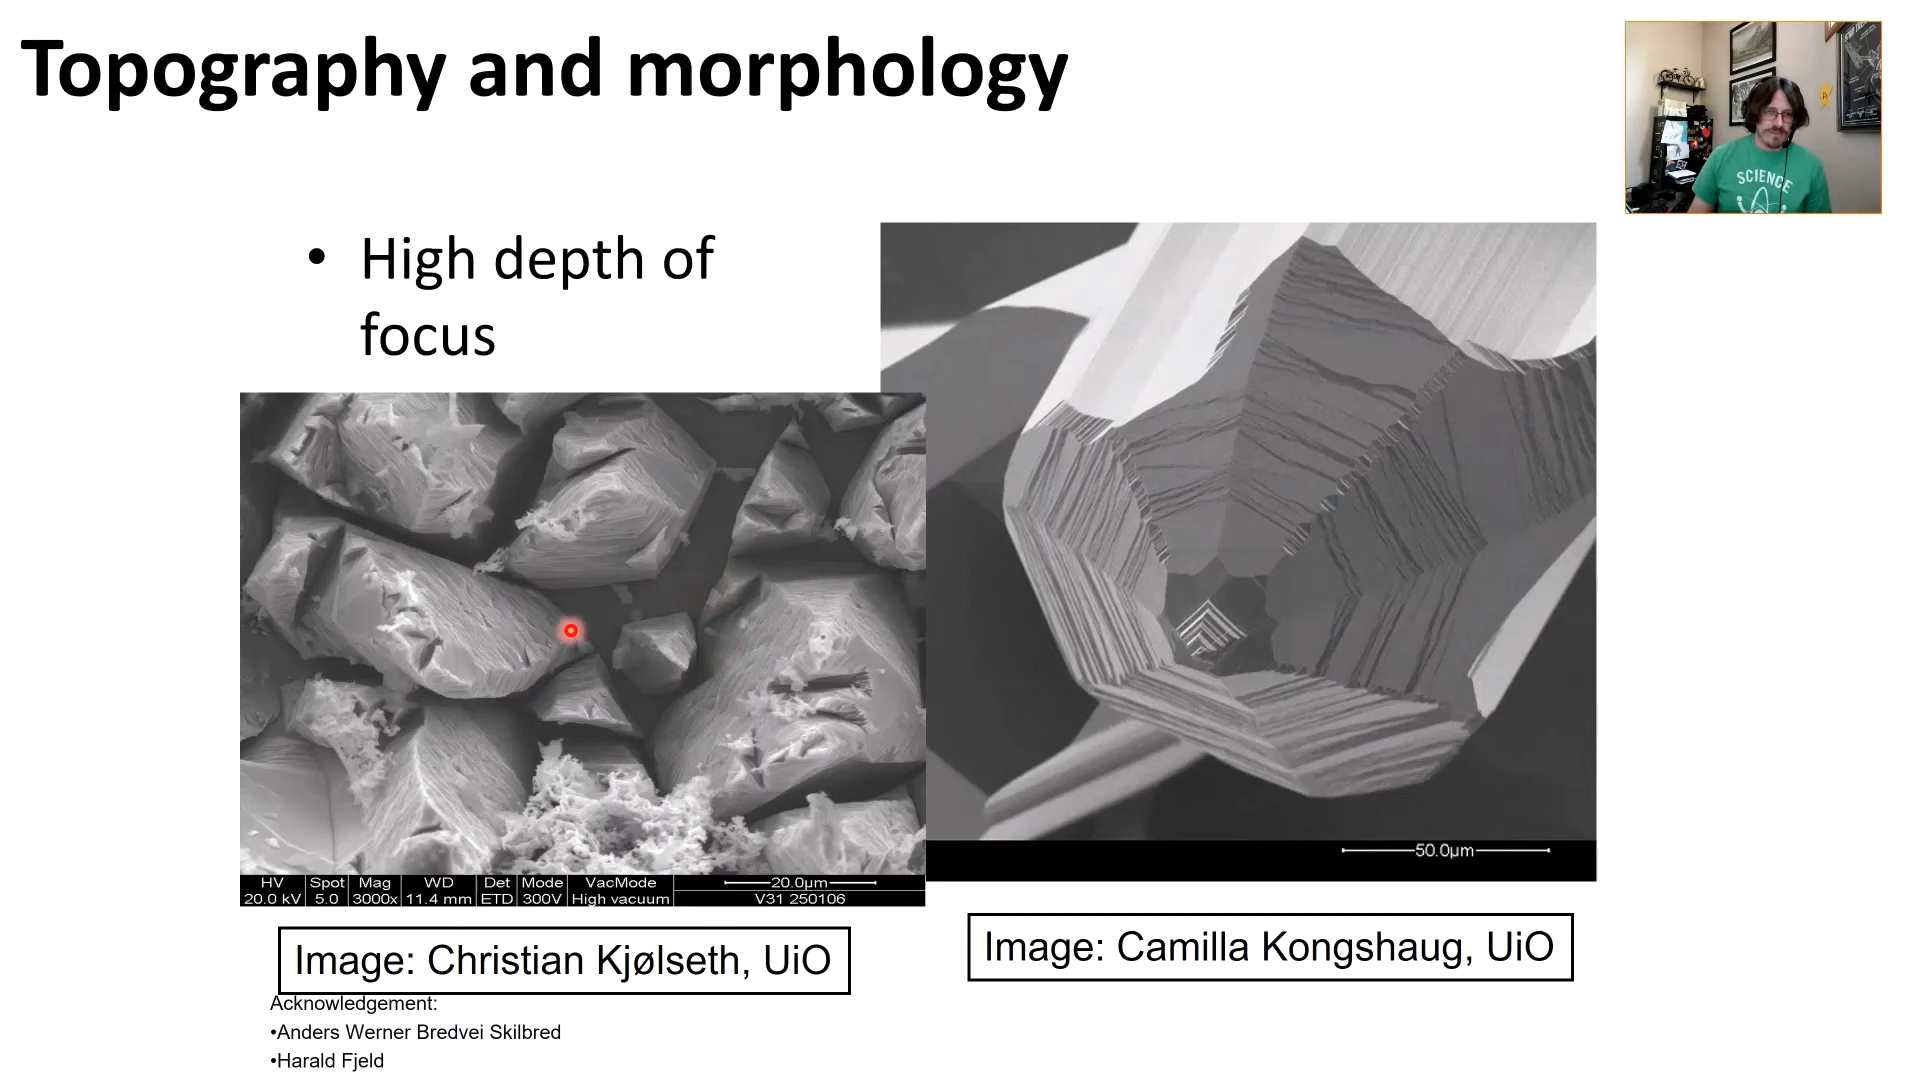 Topography and morphology
SCIENCE
• High depth of
focus
50.0µm
HV Spot Mag WD Det Mode VacMode 20.0µm
20.0 kV 5.0 3000x 11.4 mm ETD 300V High vacuum V31 250106
Image: Christian Kjølseth, UiO
Image: Camilla Kongshaug, UiO
Acknowledgement:
•Anders Werner Bredvei Skilbred
•Harald Fjeld